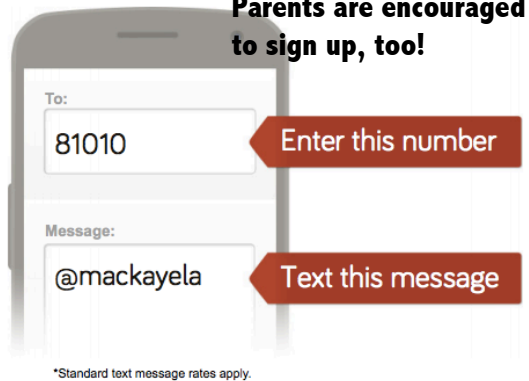 Parents are encouraged
to sign up, too!
To:
81010
Enter this number
Message:
@mackayela
Text this message
*Standard text message rates apply.